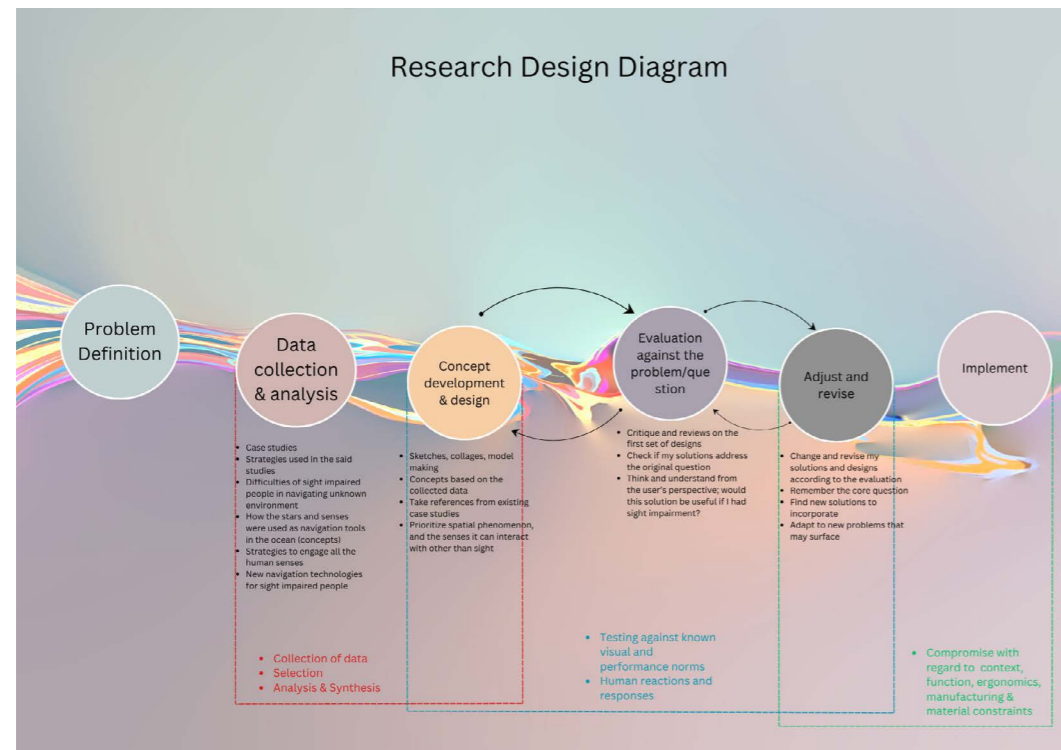 Research Design Diagram
Problem
Definition
Data
collection
& analysis
Concept
development
& design
Evaluation
against the
problem/que
stion
Adjust and
revise
Implement
• Case studies
• Strategies used in the said
studies
• Difficulties of sight impaired
people in navigating unknown
environment
• How the stars and senses
were used as navigation tools
in the ocean (concepts)
• Strategies to engage all the
human senses
• New navigation technologies
for sight impaired people
• Sketches, collages, model
making
• Concepts based on the
collected data
• Take references from existing
case studies
• Prioritize spatial phenomenon,
and the senses it can interact
with other than sight
• Critique and reviews on the
first set of designs
• Check if my solutions address
the original question
• Think and understand from
the user's perspective; would
this solution be useful if I had
sight impairment?
• Change and revise my
solutions and designs
according to the evaluation
• Remember the core question
• Find new solutions to
incorporate
• Adapt to new problems that
may surface
• Collection of data
• Selection
• Analysis & Synthesis
• Testing against known
visual and
performance norms
• Human reactions and
responses
• Compromise with
regard to context,
function, ergonomics,
manufacturing &
material constraints